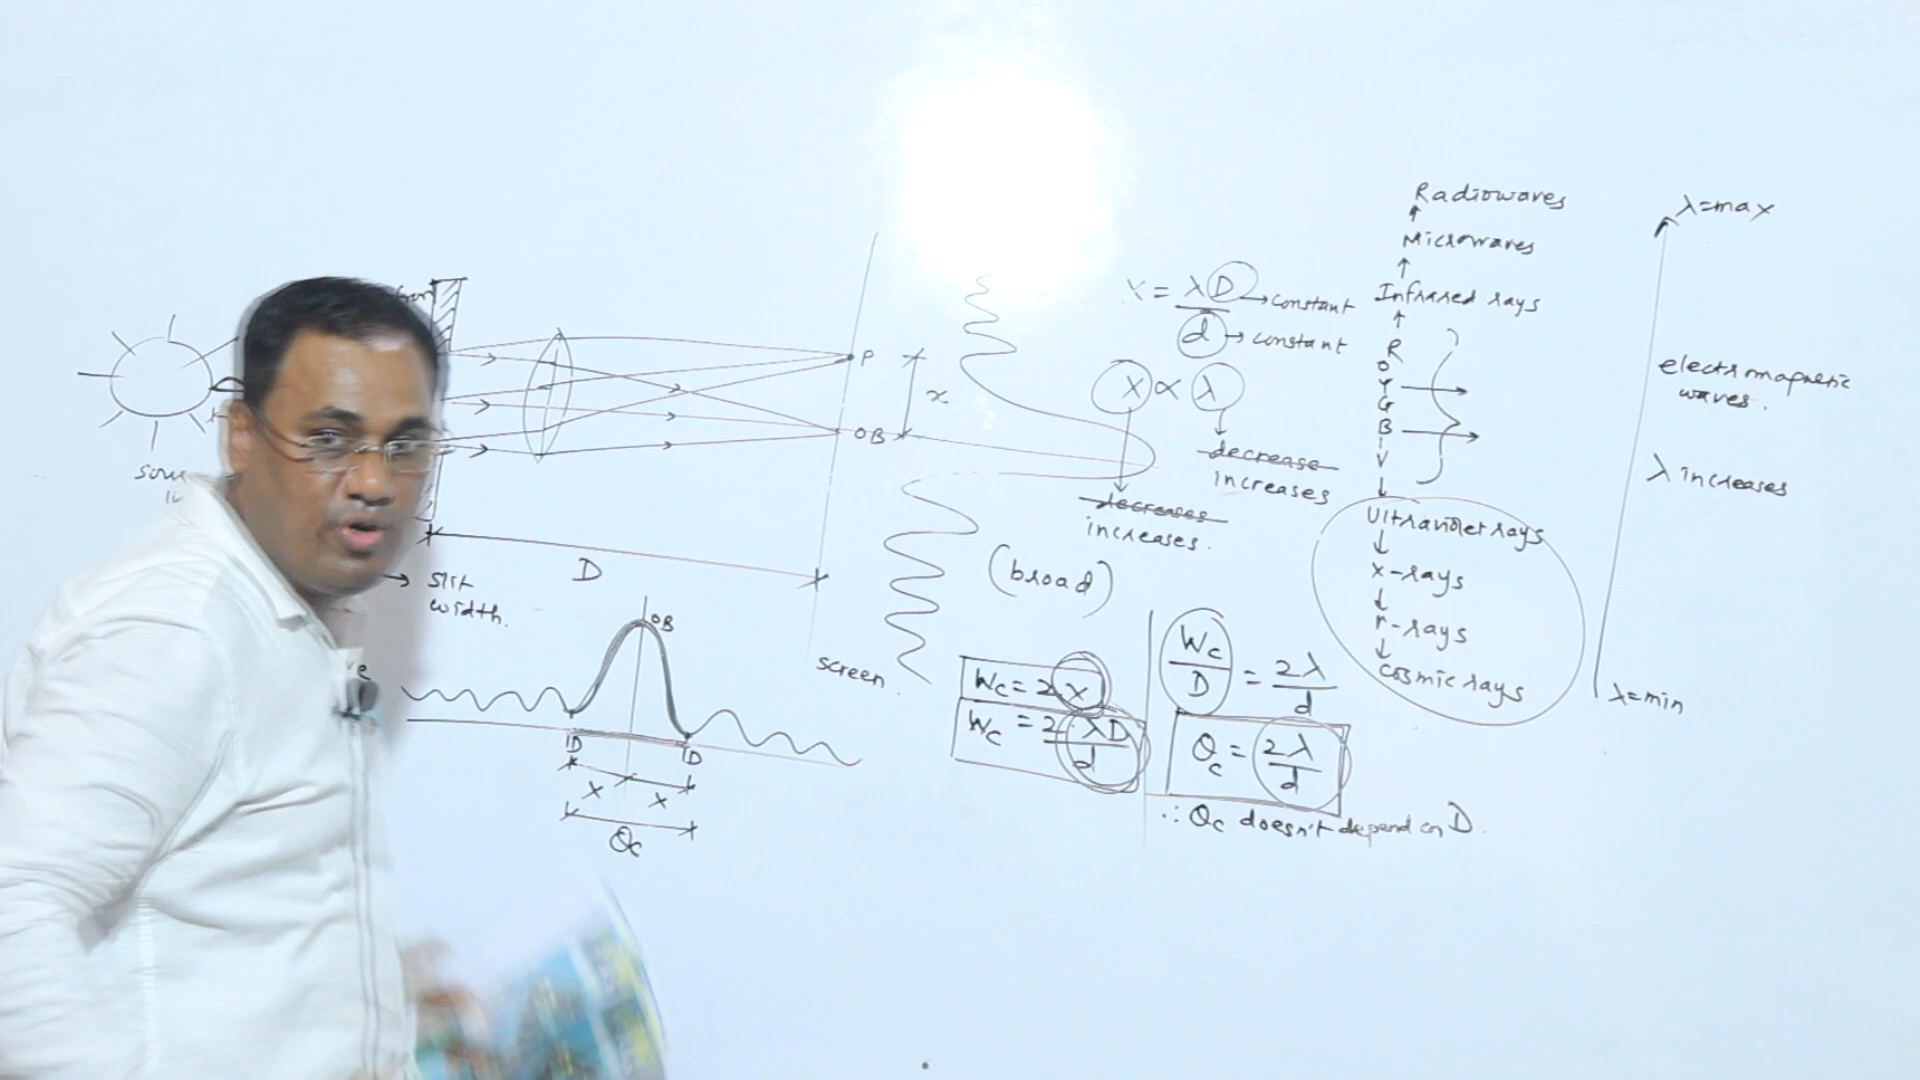 Radiowaves
↑
Microwaves
↑
Infrared rays
↑
R
O
Y
G
B
V
↓
Ultraviolet rays
↓
x-rays
↓
r-rays
↓
Cosmic rays
λ=max
electromagnetic
waves.
λ increases
λ=min
x = λD/d
→ constant
→ constant
x ∝ λ
decrease
increases
decreases
increases.
(broad)
P
x
OB
D
→ slit
width.
screen.
OB
1D
1D
x
x
θc
Wc = 2x
Wc = 2λD/d
Wc/D = 2λ/d
θc = 2λ/d
∴ θc doesn't depend on D.